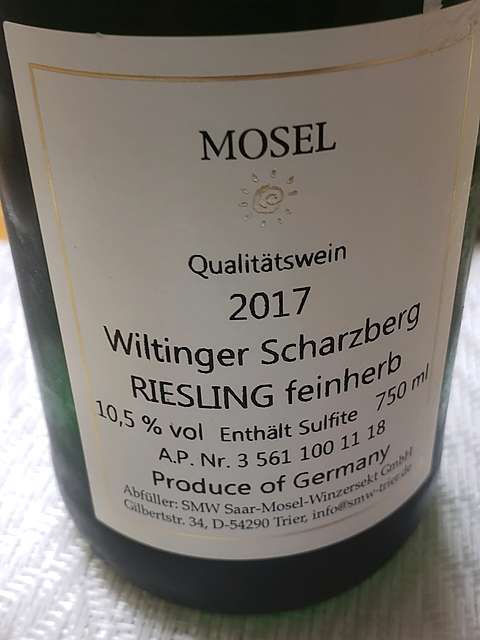 MOSEL
Qualitätswein
2017
Wiltinger Scharzberg
RIESLING feinherb
10,5 % vol Enthält Sulfite 750 ml
A.P. Nr. 3 561 100 11 18
Produce of Germany
Abfüller: SMW Saar-Mosel-Winzersekt GmbH
Gilbertstr. 34, D-54290 Trier, info@smw-trier.de